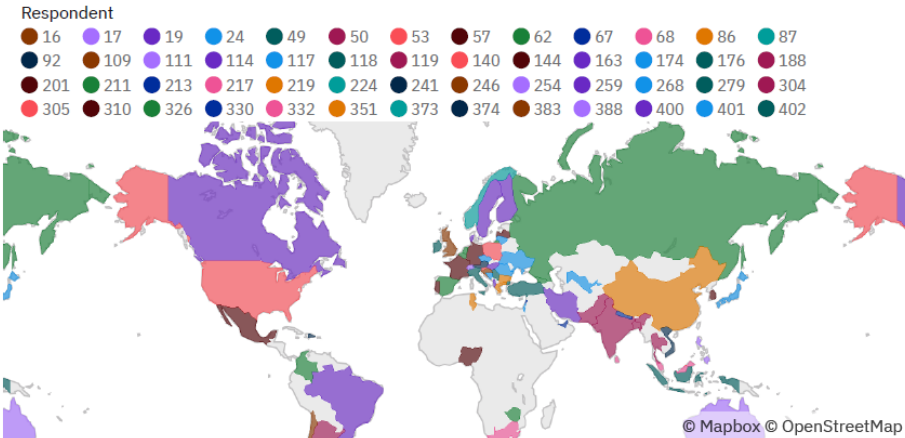 Respondent
16 17 19 24 49 50 53 57 62 67 68 86 87
92 109 111 114 117 118 119 140 144 163 174 176 188
201 211 213 217 219 224 241 246 254 259 268 279 304
305 310 326 330 332 351 373 374 383 388 400 401 402
© Mapbox © OpenStreetMap